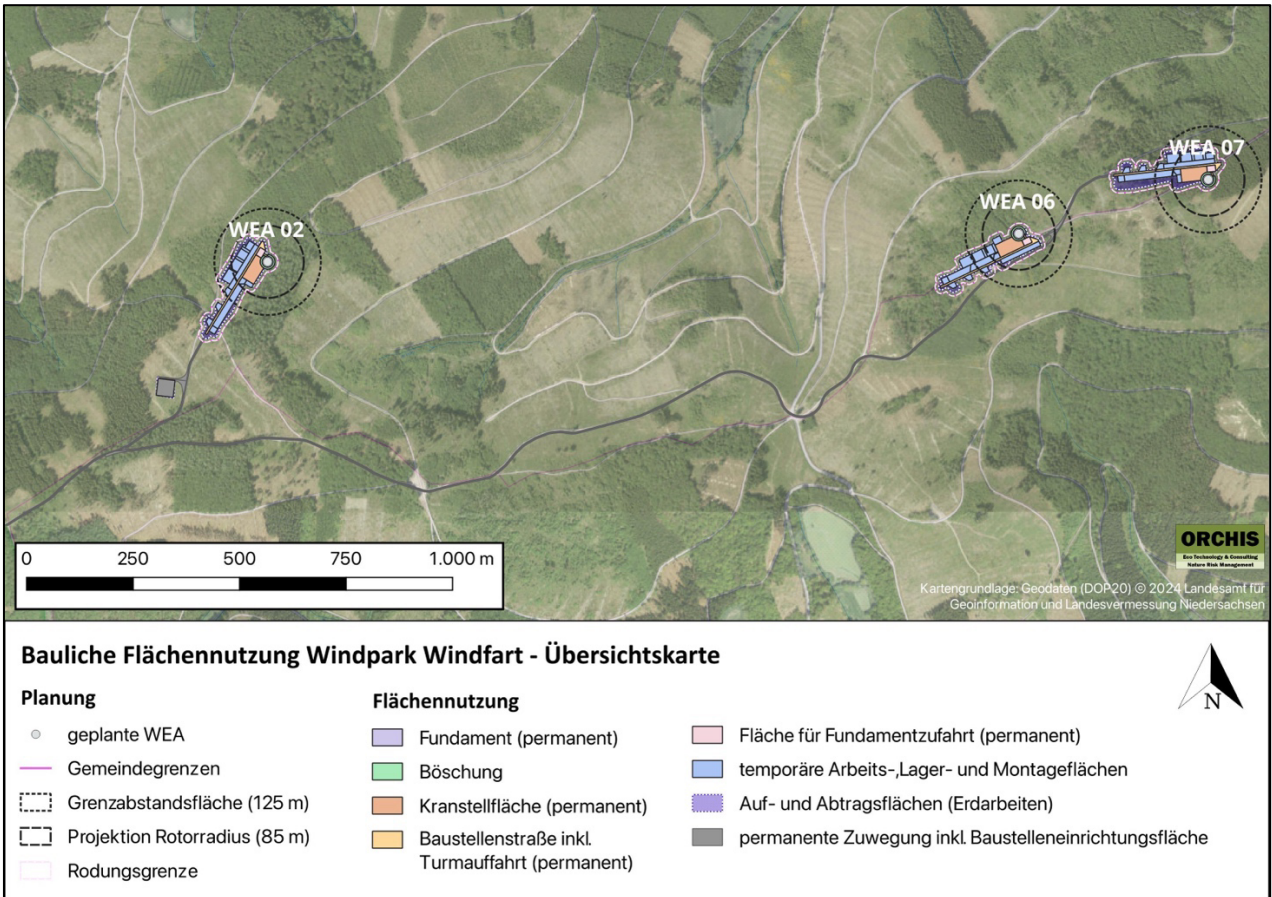 WEA 07
WEA 06
WEA 02
0 250 500 750 1.000 m
ORCHIS
Eco Technology & Consulting
Nature Risk Management
Kartengrundlage: Geodaten (DOP20) © 2024 Landesamt für
Geoinformation und Landesvermessung Niedersachsen
Bauliche Flächennutzung Windpark Windfart - Übersichtskarte
N
Planung
geplante WEA
Gemeindegrenzen
Grenzabstandsfläche (125 m)
Projektion Rotorradius (85 m)
Rodungsgrenze
Flächennutzung
Fundament (permanent)
Böschung
Kranstellfläche (permanent)
Baustellenstraße inkl.
Turmauffahrt (permanent)
Fläche für Fundamentzufahrt (permanent)
temporäre Arbeits-,Lager- und Montageflächen
Auf- und Abtragsflächen (Erdarbeiten)
permanente Zuwegung inkl. Baustelleneinrichtungsfläche